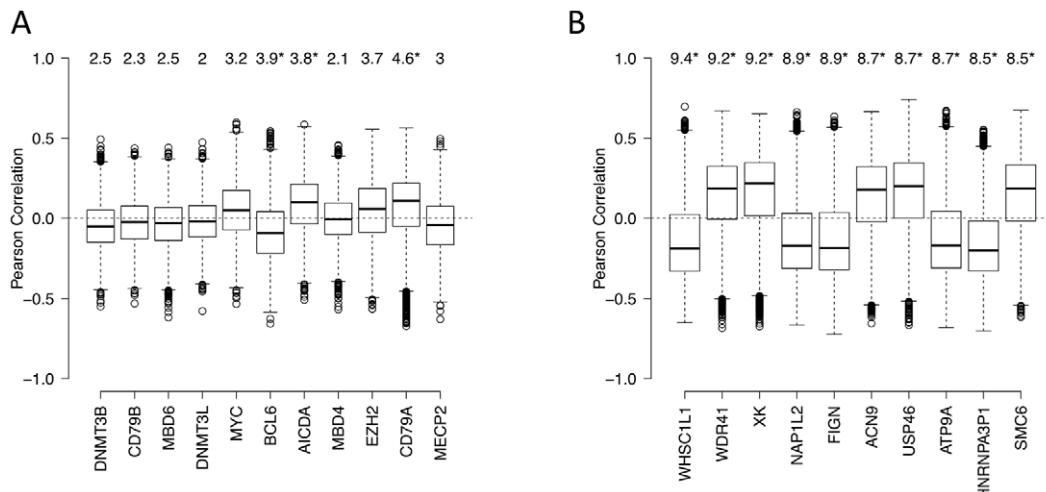 A
2.5 2.3 2.5 2 3.2 3.9* 3.8* 2.1 3.7 4.6* 3
1.0
0.5
0.0
−0.5
−1.0
Pearson Correlation
DNMT3B
CD79B
MBD6
DNMT3L
MYC
BCL6
AICDA
MBD4
EZH2
CD79A
MECP2
B
9.4* 9.2* 9.2* 8.9* 8.9* 8.7* 8.7* 8.7* 8.5* 8.5*
1.0
0.5
0.0
−0.5
−1.0
Pearson Correlation
WHSC1L1
WDR41
XK
NAP1L2
FIGN
ACN9
USP46
ATP9A
HNRNPA3P1
SMC6